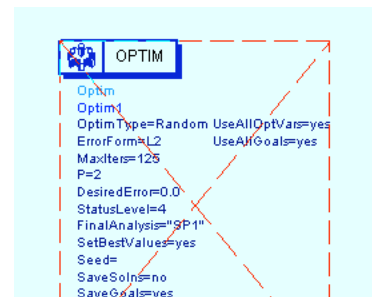 OPTIM
Optim
Optim1
OptimType=Random UseAllOptVars=yes
ErrorForm=L2 UseAllGoals=yes
MaxIters=125
P=2
DesiredError=0.0
StatusLevel=4
FinalAnalysis="SP1"
SetBestValues=yes
Seed=
SaveSolns=no
SaveGoals=yes